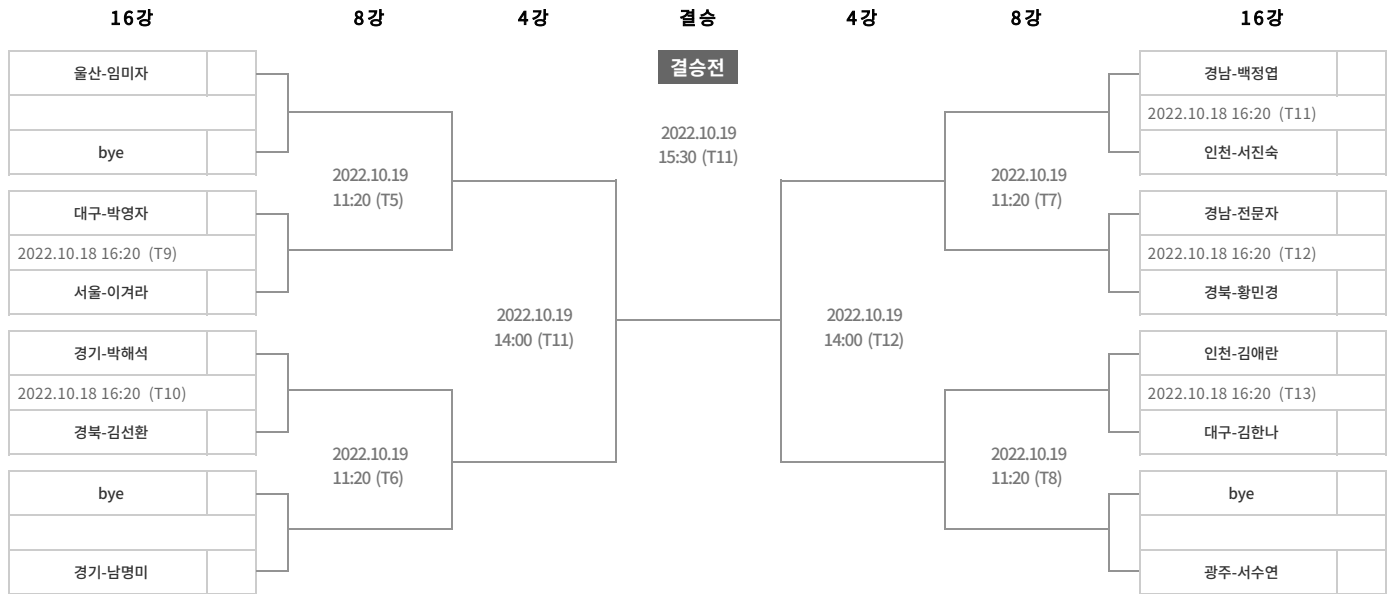 16강
8강
4강
결승
4강
8강
16강
결승전
2022.10.19
15:30 (T11)
울산-임미자
bye
대구-박영자
2022.10.18 16:20 (T9)
서울-이겨라
경기-박해석
2022.10.18 16:20 (T10)
경북-김선환
bye
경기-남명미
2022.10.19
11:20 (T5)
2022.10.19
11:20 (T6)
2022.10.19
14:00 (T11)
2022.10.19
14:00 (T12)
2022.10.19
11:20 (T7)
2022.10.19
11:20 (T8)
경남-백정엽
2022.10.18 16:20 (T11)
인천-서진숙
경남-전문자
2022.10.18 16:20 (T12)
경북-황민경
인천-김애란
2022.10.18 16:20 (T13)
대구-김한나
bye
광주-서수연